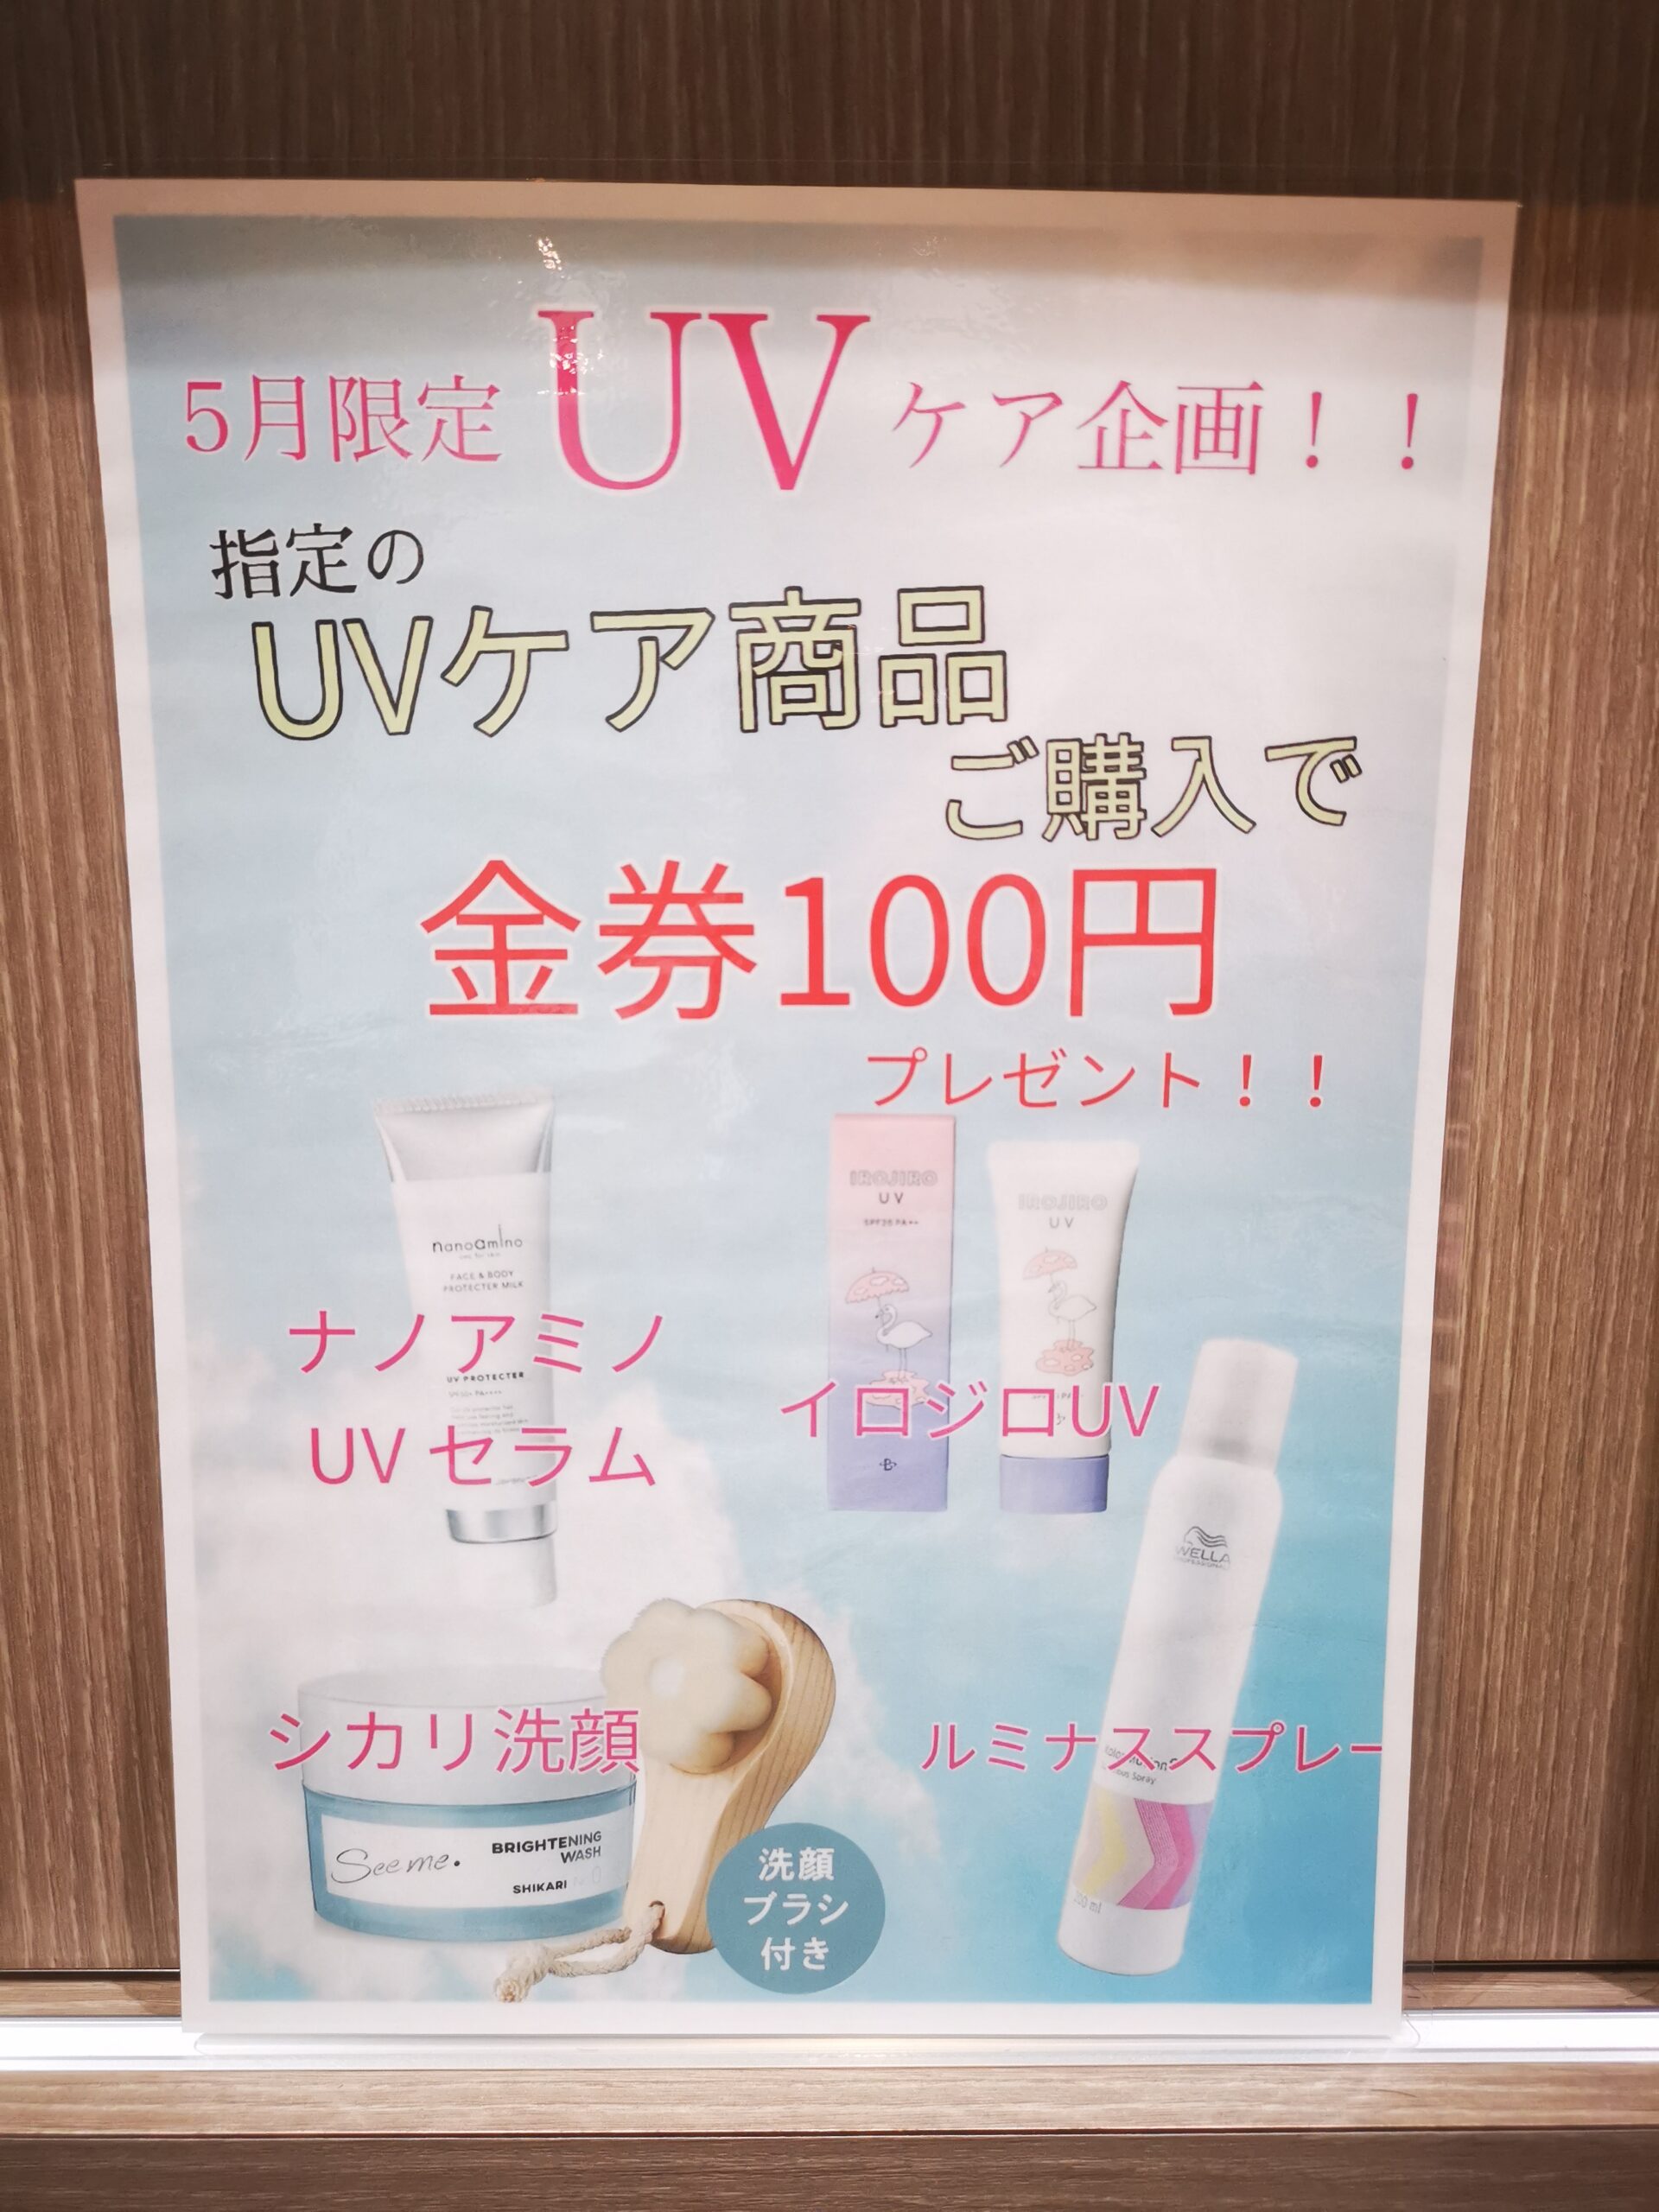 5月限定 UV ケア企画！！
指定の
UVケア商品
ご購入で
金券100円
プレゼント！！
nanoamino
FACE & BODY
PROTECTER MILK
ナノアミノ
UV PROTECTER
UV セラム
IROJIRO
UV
IROJIRO
UV
イロジロUV
WELLA
PROFESSIONALS
シカリ洗顔
ルミナススプレー
Spray
See me.
BRIGHTENING
WASH
SHIKARI
洗顔
ブラシ
付き